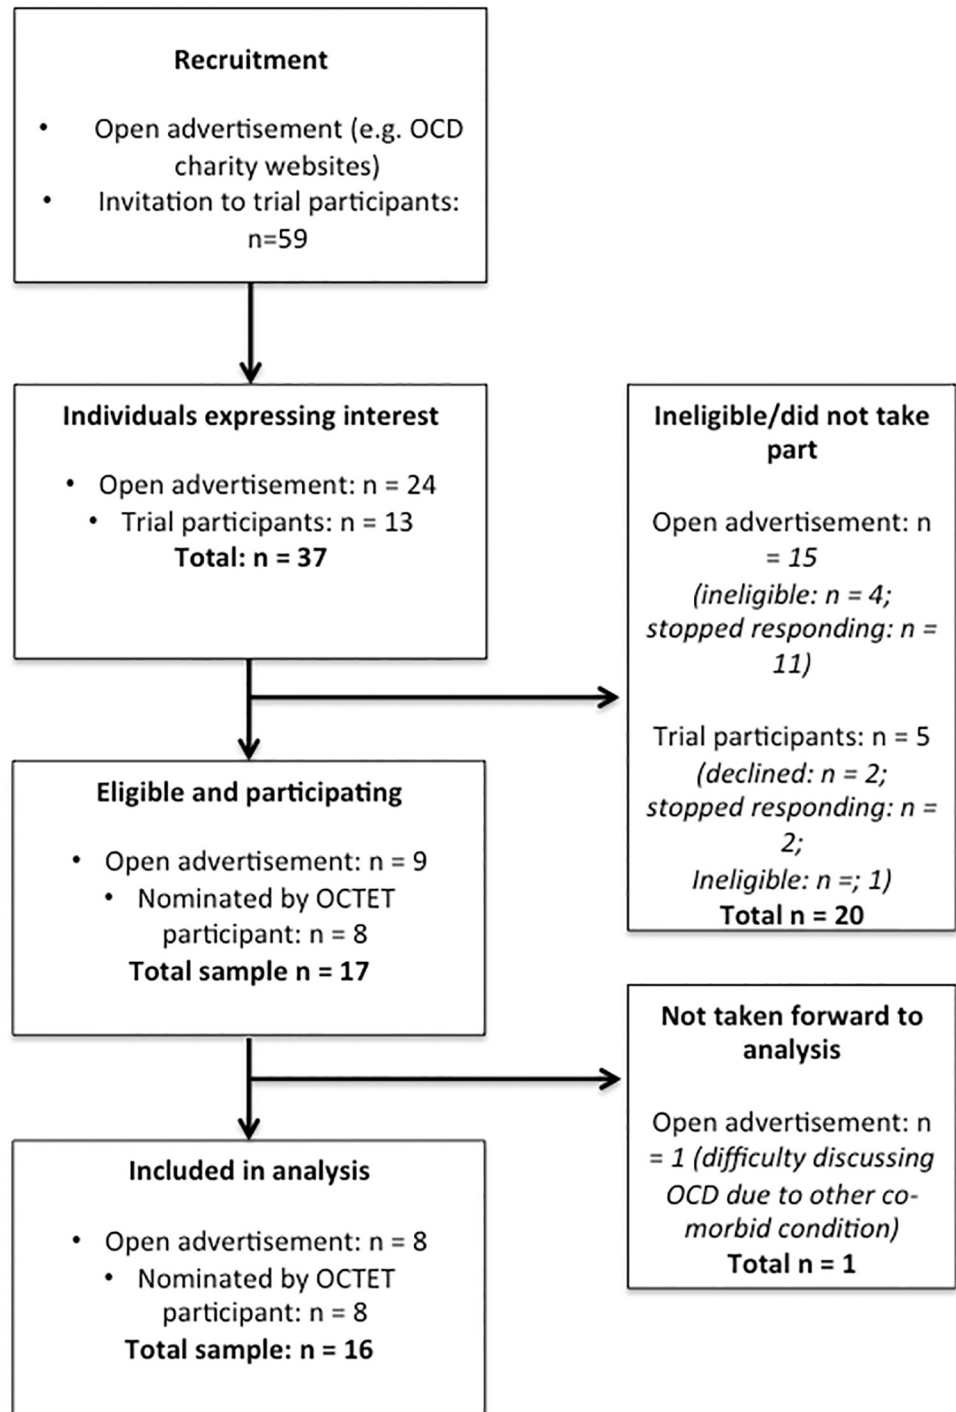 Recruitment
• Open advertisement (e.g. OCD
charity websites)
• Invitation to trial participants:
n=59
Individuals expressing interest
• Open advertisement: n = 24
• Trial participants: n = 13
Total: n = 37
Ineligible/did not take
part
Open advertisement: n
= 15
(ineligible: n = 4;
stopped responding: n =
11)
Trial participants: n = 5
(declined: n = 2;
stopped responding: n =
2;
Ineligible: n =; 1)
Total n = 20
Eligible and participating
• Open advertisement: n = 9
• Nominated by OCTET
participant: n = 8
Total sample n = 17
Not taken forward to
analysis
Open advertisement: n
= 1 (difficulty discussing
OCD due to other co-
morbid condition)
Total n = 1
Included in analysis
• Open advertisement: n = 8
• Nominated by OCTET
participant: n = 8
Total sample: n = 16